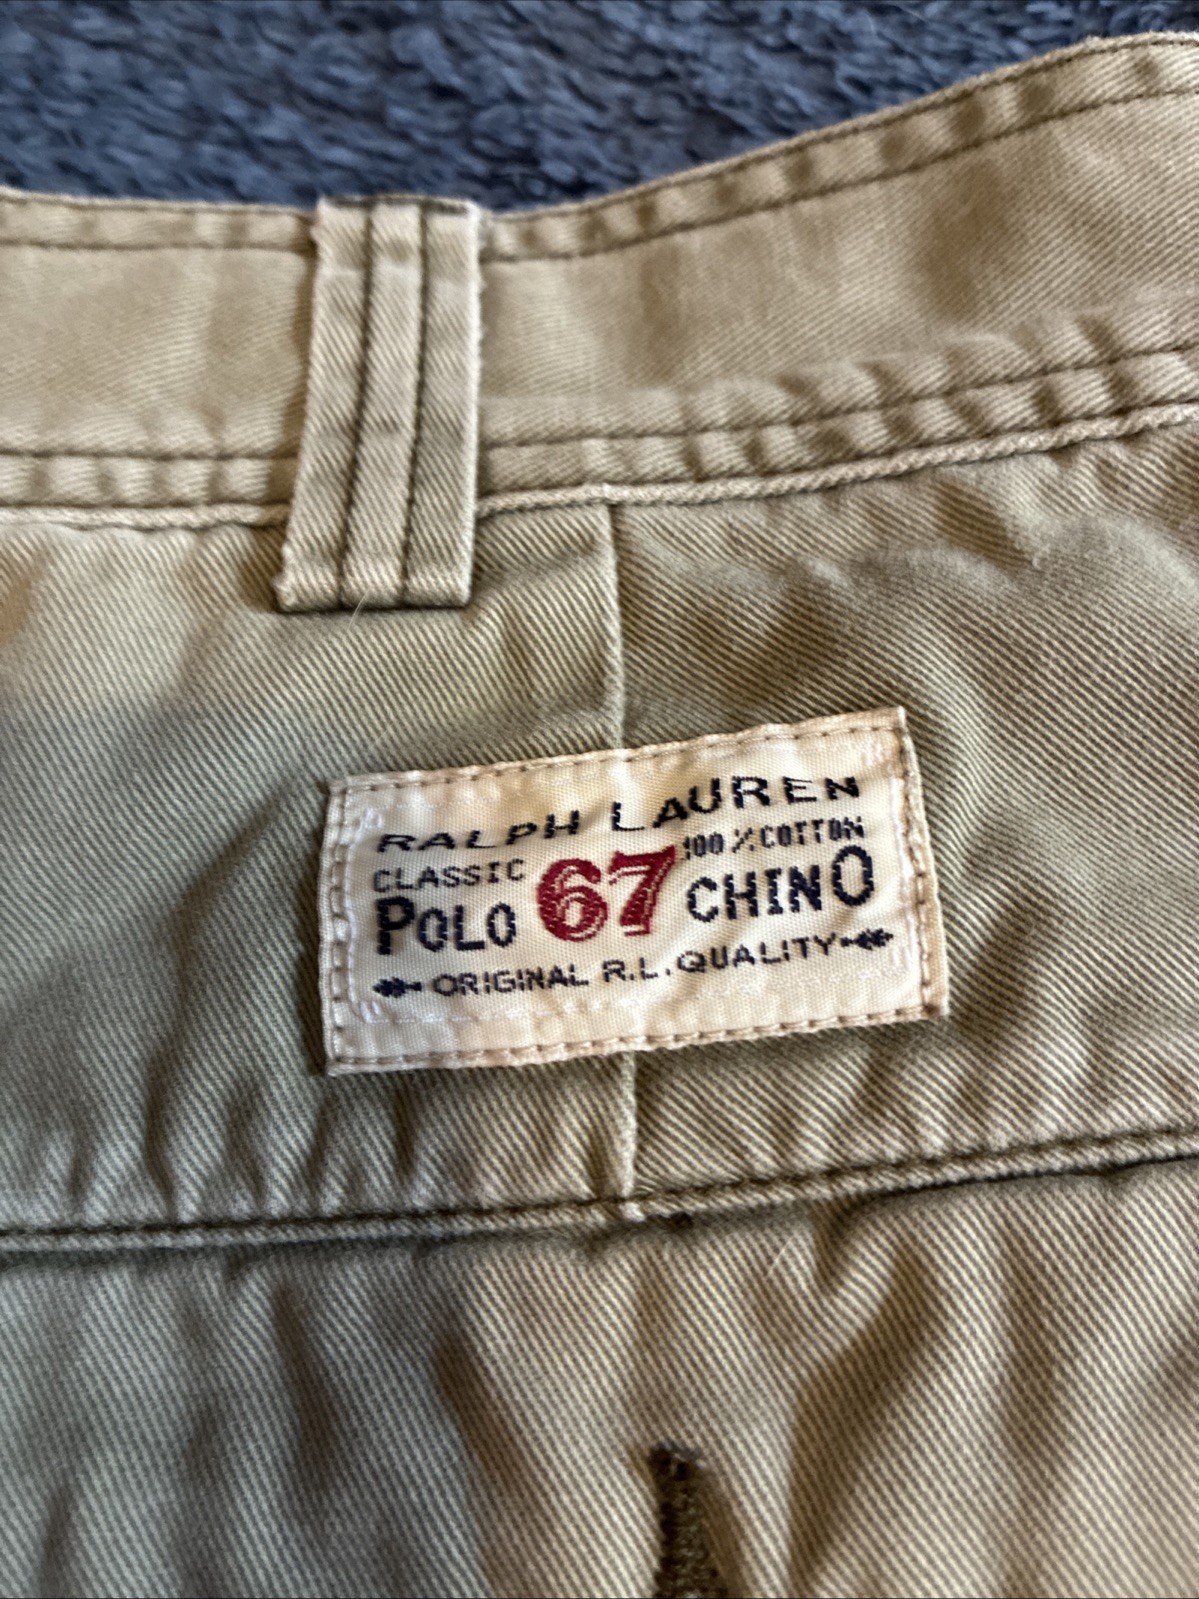 RALPH LAUREN
CLASSIC 67 100% COTTON
POLO CHINO
ORIGINAL R.L. QUALITY